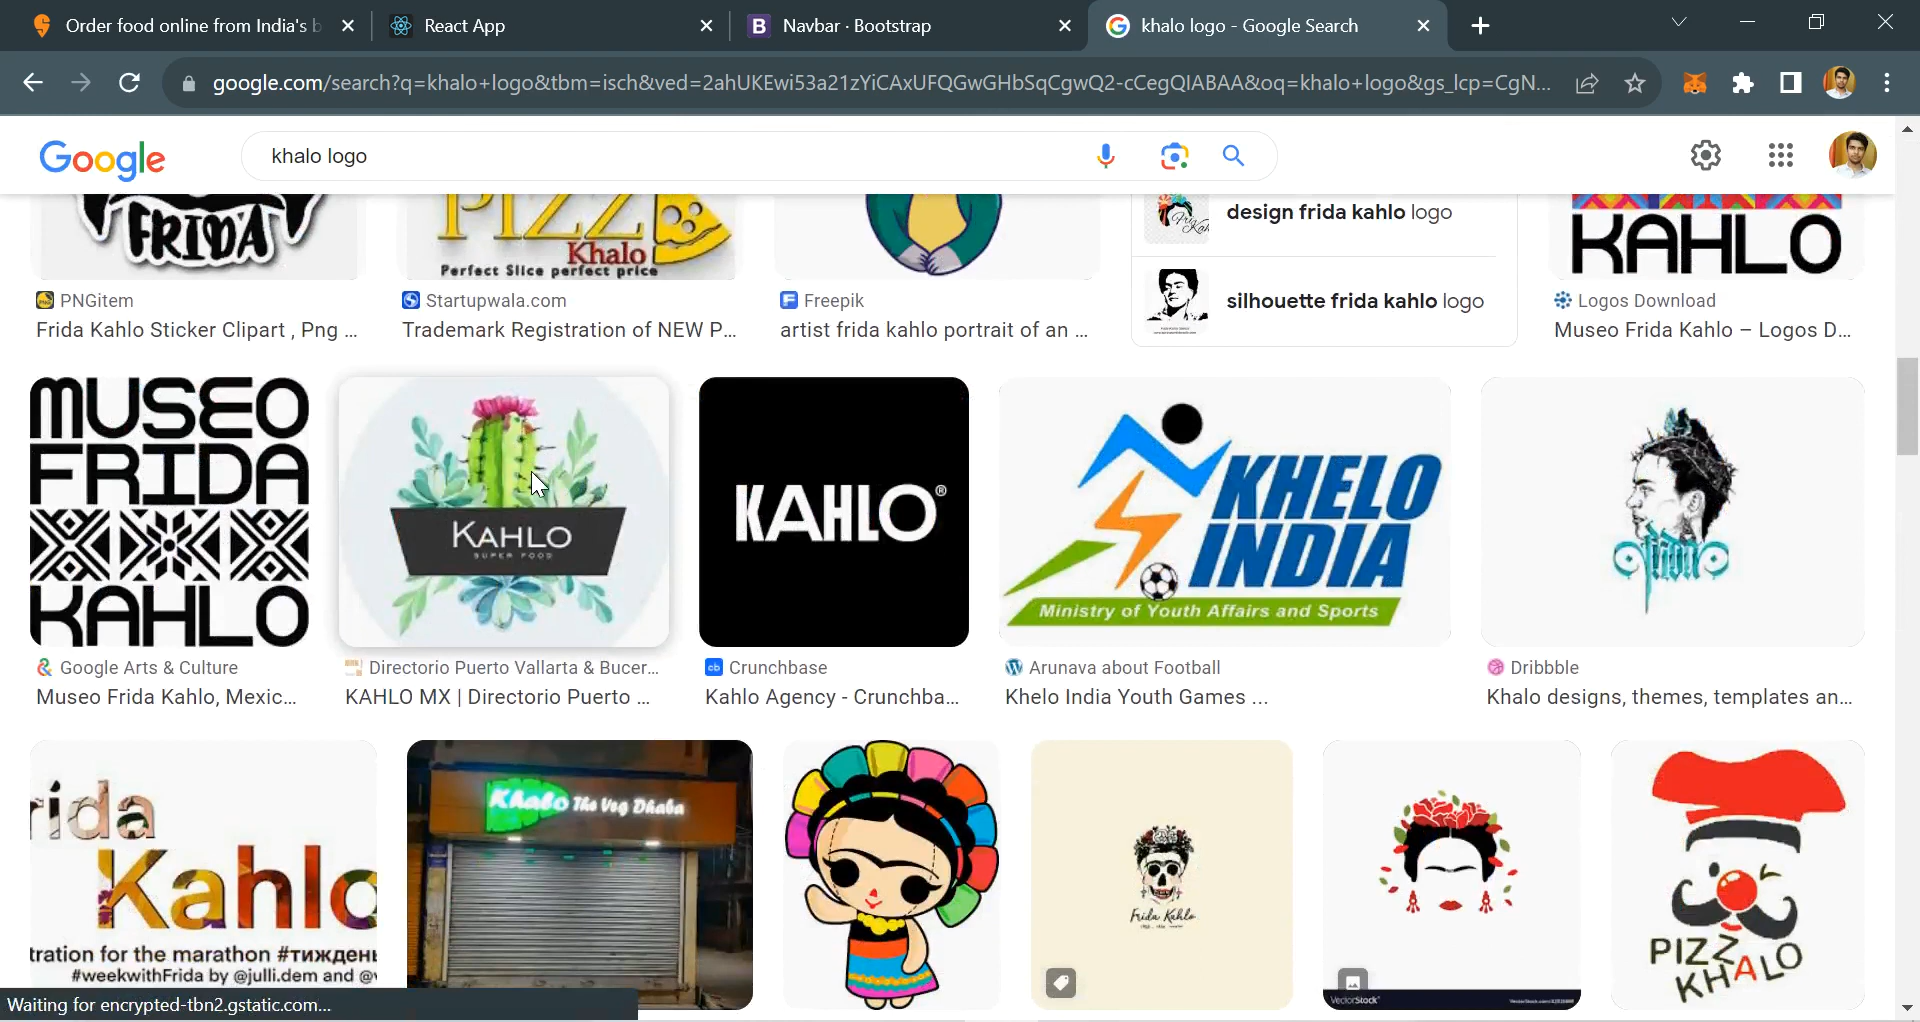 Order food online from India's b
React App
Navbar · Bootstrap
khalo logo - Google Search
google.com/search?q=khalo+logo&tbm=isch&ved=2ahUKEwi53a21zYiCAxUFQGwGHbSqCgwQ2-cCegQIABAA&oq=khalo+logo&gs_lcp=CgN...
Google
khalo logo
FRIDA
PIZZ
Khalo
Perfect Slice perfect price
design frida kahlo logo
silhouette frida kahlo logo
KAHLO
PNGitem
Frida Kahlo Sticker Clipart , Png ...
Startupwala.com
Trademark Registration of NEW P...
Freepik
artist frida kahlo portrait of an ...
Logos Download
Museo Frida Kahlo – Logos D...
MUSEO
FRIDA
KAHLO
KAHLO
SUPER FOOD
KAHLO®
KHELO
INDIA
Ministry of Youth Affairs and Sports
Google Arts & Culture
Museo Frida Kahlo, Mexic...
Directorio Puerto Vallarta & Bucer...
KAHLO MX | Directorio Puerto ...
Crunchbase
Kahlo Agency - Crunchba...
Arunava about Football
Khelo India Youth Games ...
Dribbble
Khalo designs, themes, templates an...
rida
Kahlo
tration for the marathon #тиждень
#weekwithFrida by @julli.dem and @
Khalo The Veg Dhaba
Frida Kahlo
VectorStock
PIZZ
KHALO
Waiting for encrypted-tbn2.gstatic.com...